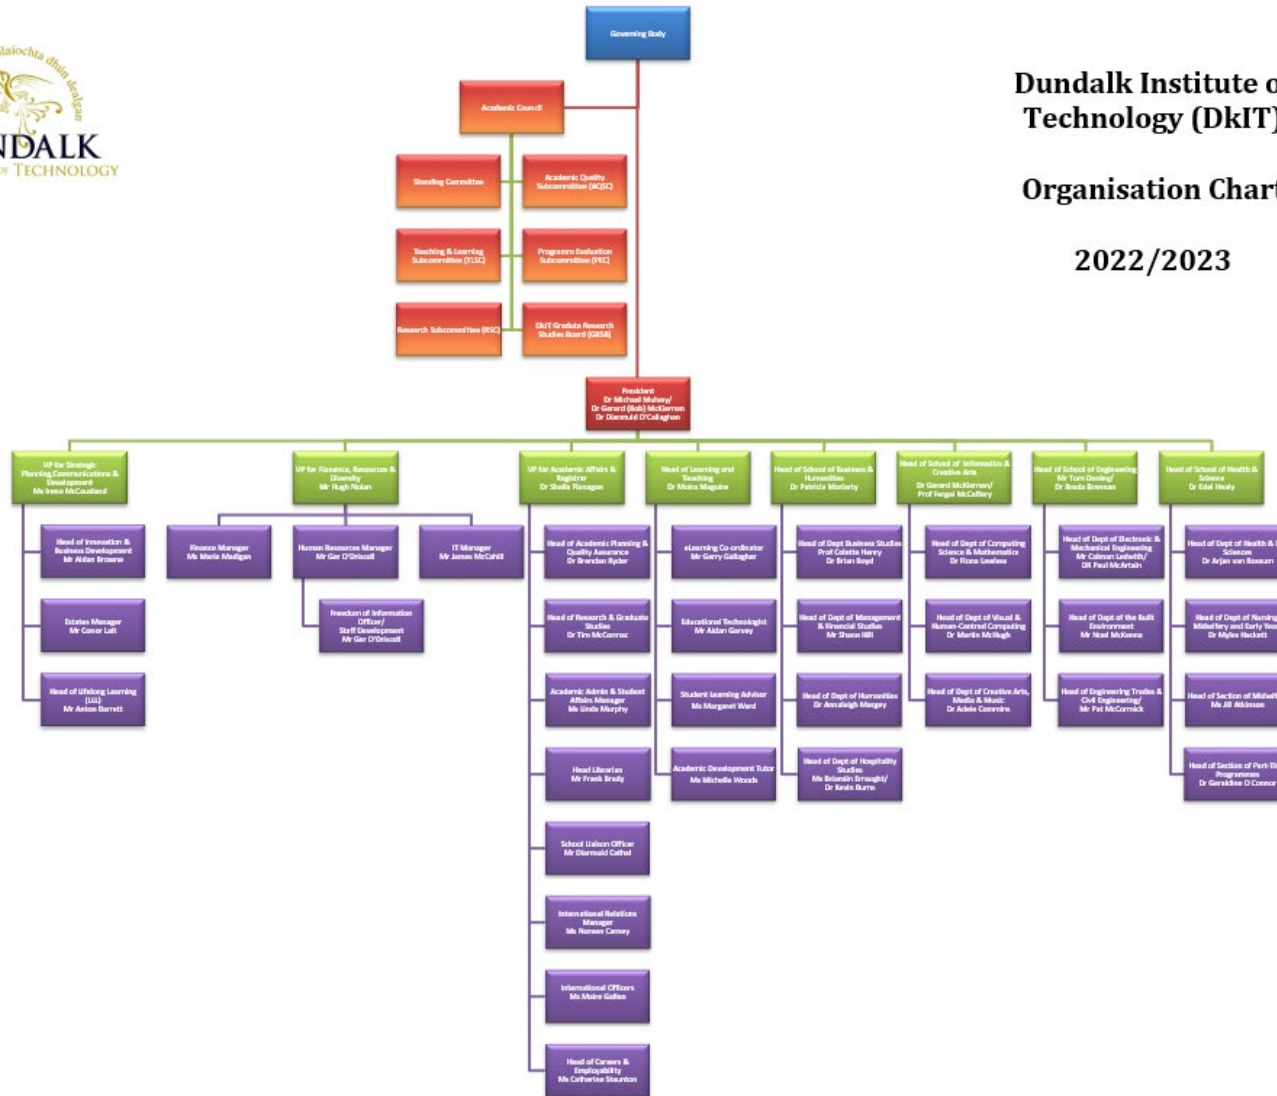 NDALK
OF TECHNOLOGY
Dundalk Institute o
Technology (DkIT)
Organisation Chart
2022/2023
Governing Body
Academic Council
Standing Committee
Academic Quality
Subcommittee (AQSC)
Teaching & Learning
Subcommittee (TLSC)
Programm Evaluation
Subcommittee (PEC)
Research Subcommittee (RSC)
DkIT Graduate Research
Studies Board (GRSB)
President
Dr Michael Mulvey/
Dr Gerard (Bob) McKiernan
Dr Diarmuid O'Callaghan
VP for Strategic
Planning, Communications &
Development
Ms Irene McCausland
Head of Innovation &
Business Development
Mr Aidan Browne
Estates Manager
Mr Conor
Head of Lifelong Learning
(LLL)
Mr Anton Barrett
VP for Finance, Resources &
Diversity
Mr Hugh Nolan
Finance Manager
Ms Marie Madigan
Human Resources Manager
Mr Ger O'Driscoll
IT Manager
Mr James McCahill
Freedom of Information
Officer/
Staff Development
Mr Ger O'Driscoll
VP for Academic Affairs &
Registrar
Dr Sheila Flanagan
Head of Academic Planning &
Quality Assurance
Dr Brendan Ryder
Head of Research & Graduate
Studies
Dr Tim McCormac
Academic Admin & Student
Affairs Manager
Ms Linda Murphy
Head Librarian
Mr Frank Brady
School Liaison Officer
Mr Diarmuid Cathal
International Relations
Manager
Ms Noreen Carney
International Officers
Ms Maire
Head of Careers &
Employability
Ms Catherine Staunton
Head of Learning and
Teaching
Dr Moira Maguire
eLearning Co-ordinator
Mr Gerry Gallagher
Educational Technologist
Mr Aidan Garvey
Student Learning Advisor
Ms Margaret Ward
Academic Development Tutor
Ms Michelle Woods
Head of School of Business &
Humanities
Dr Patricia Moriarty
Head of Dept Business Studies
Prof Colette Henry
Dr Brian Boyd
Head of Dept of Management
& Financial Studies
Mr Shane Hill
Head of Dept of Humanities
Dr Annaleigh Margey
Head of Dept of Hospitality
Studies
Ms Brianáin Erraught/
Dr Kevin Burns
Head of School of Informatics &
Creative Arts
Dr Gerard McKiernan/
Prof Fergal McCaffery
Head of Dept of Computing
Science & Mathematics
Dr Fiona Lawless
Head of Dept of Visual &
Human-Centred Computing
Dr Martin McHugh
Head of Dept of Creative Arts,
Media & Music
Dr Adele Commins
Head of School of Engineering
Mr Tom Dooley/
Dr Breda Brennan
Head of Dept of Electronic &
Mechanical Engineering
Mr Colman Ledwith/
DR Paul McArtain
Head of Dept of the Built
Environment
Mr Noel McKenna
Head of Engineering Trades &
Civil Engineering/
Mr Pat McCormick
Head of School of Health &
Science
Dr Edel Healy
Head of Dept of Health &
Sciences
Dr Arjan van Rossum
Head of Dept of Nursing
Midwifery and Early Yea
Dr Myles Hackett
Head of Section of Midwif
Ms Jill Atkinson
Head of Section of Part-Ti
Programmes
Dr Geraldine O Connor